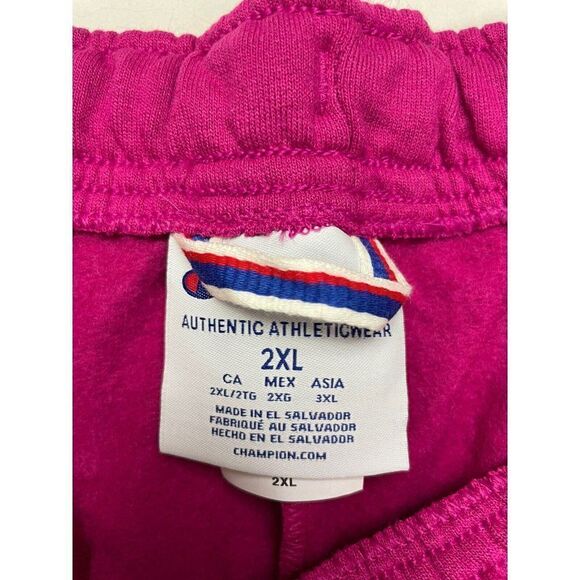 AUTHENTIC ATHLETICWEAR
2XL
CA MEX ASIA
2XL/2TG 2XG 3XL
MADE IN EL SALVADOR
FABRIQUÉ AU SALVADOR
HECHO EN EL SALVADOR
CHAMPION.COM
2XL